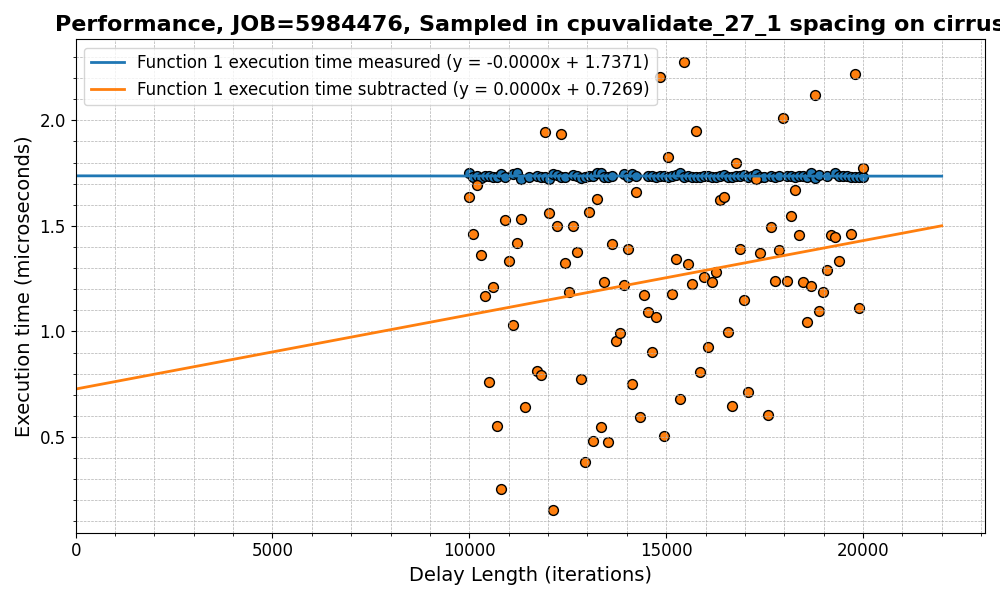 Performance, JOB=5984476, Sampled in cpuvalidate_27_1 spacing on cirrus
Function 1 execution time measured (y = -0.0000x + 1.7371)
Function 1 execution time subtracted (y = 0.0000x + 0.7269)
Execution time (microseconds)
2.0
1.5
1.0
0.5
0
5000
10000
15000
20000
Delay Length (iterations)